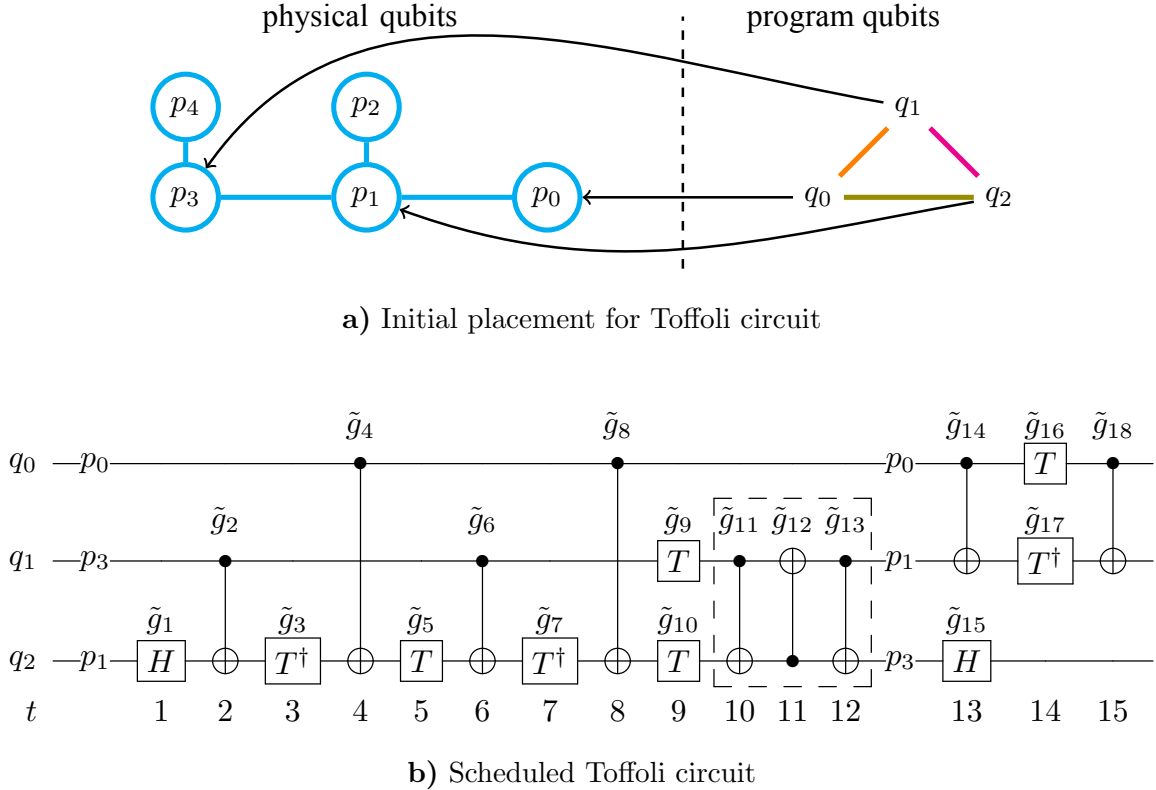 physical qubits program qubits
p₄ p₂ q₁
p₃ p₁ p₀ q₀ q₂
a) Initial placement for Toffoli circuit
g̃₄ g̃₈ g̃₁₄ g̃₁₆ g̃₁₈
q₀ p₀ p₀ T
g̃₂ g̃₆ g̃₉ g̃₁₁ g̃₁₂ g̃₁₃ g̃₁₇
q₁ p₃ T p₁ T†
g̃₁ g̃₃ g̃₅ g̃₇ g̃₁₀ g̃₁₅
q₂ p₁ H T† T T† T p₃ H
t 1 2 3 4 5 6 7 8 9 10 11 12 13 14 15
b) Scheduled Toffoli circuit